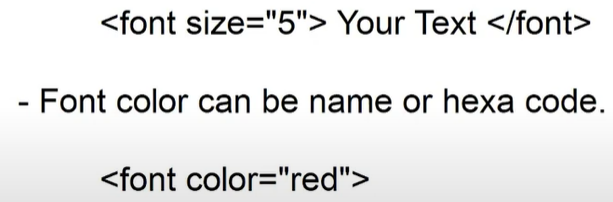 <font size="5"> Your Text </font>
- Font color can be name or hexa code.
<font color="red">